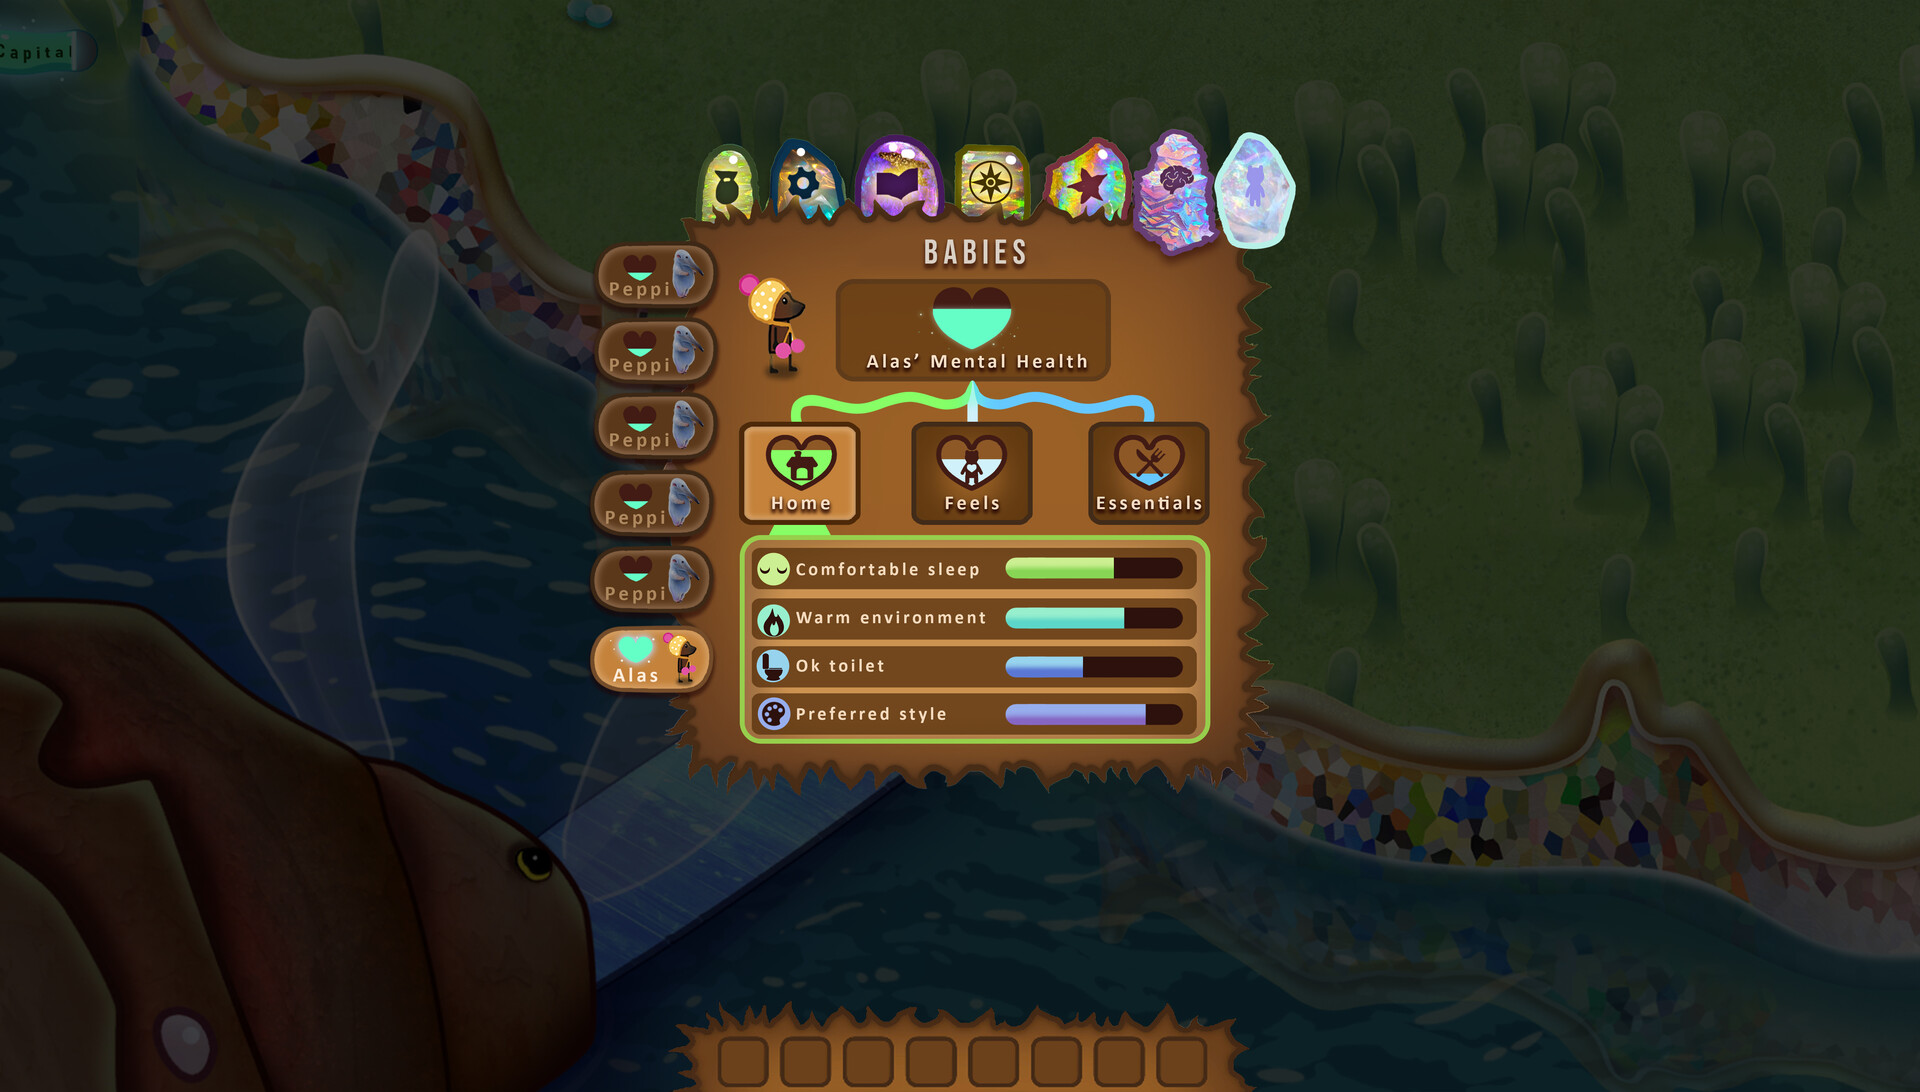 Capital
BABIES
Peppi
Peppi
Peppi
Peppi
Peppi
Alas
Alas’ Mental Health
Home
Feels
Essentials
Comfortable sleep
Warm environment
Ok toilet
Preferred style